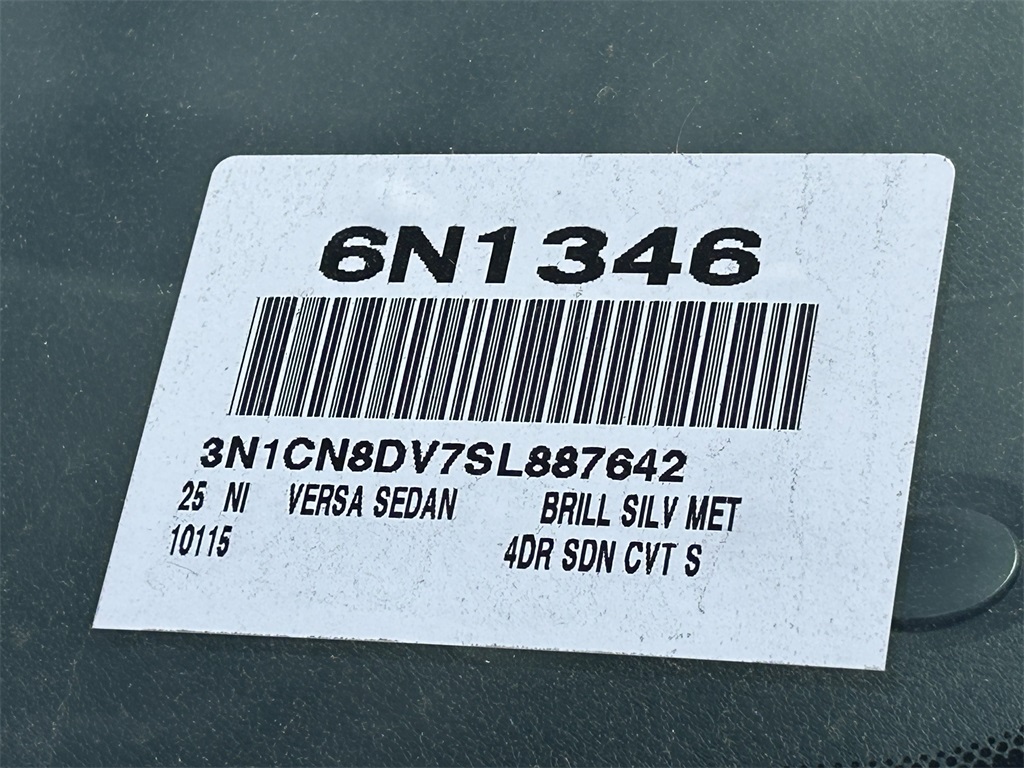 6N1346
3N1CN8DV7SL887642
25 NI VERSA SEDAN BRILL SILV MET
10115 4DR SDN CVT S